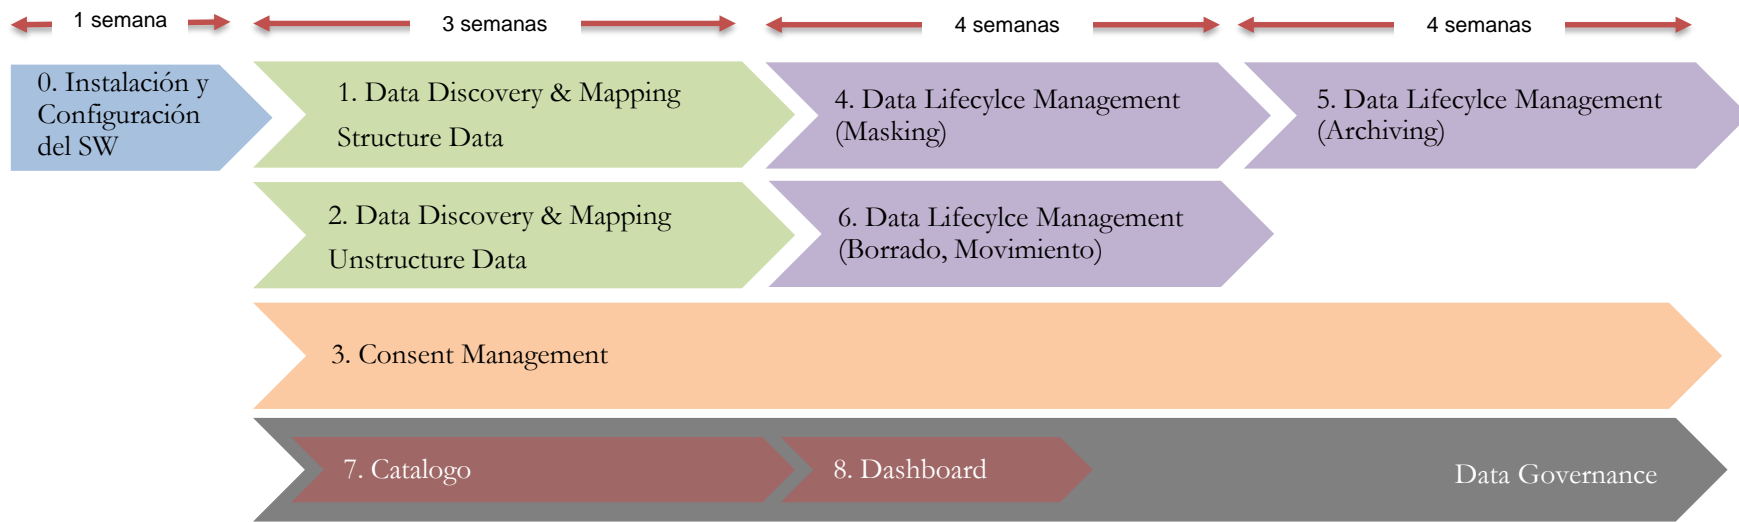 1 semana
3 semanas
4 semanas
4 semanas
0. Instalación y
Configuración
del SW
1. Data Discovery & Mapping
Structure Data
4. Data Lifecylce Management
(Masking)
5. Data Lifecylce Management
(Archiving)
2. Data Discovery & Mapping
Unstructure Data
6. Data Lifecylce Management
(Borrado, Movimiento)
3. Consent Management
7. Catalogo
8. Dashboard
Data Governance